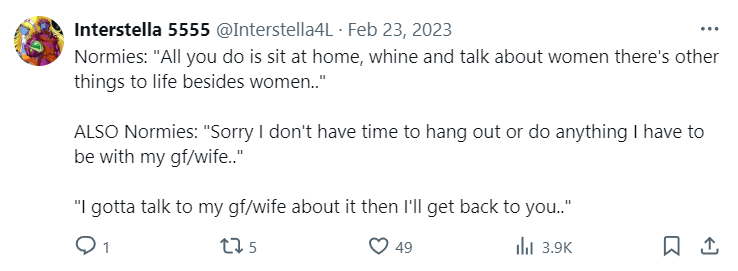 Interstella 5555 @Interstella4L · Feb 23, 2023
Normies: "All you do is sit at home, whine and talk about women there's other
things to life besides women.."
ALSO Normies: "Sorry I don't have time to hang out or do anything I have to
be with my gf/wife.."
"I gotta talk to my gf/wife about it then I'll get back to you.."
1 5 49 3.9K